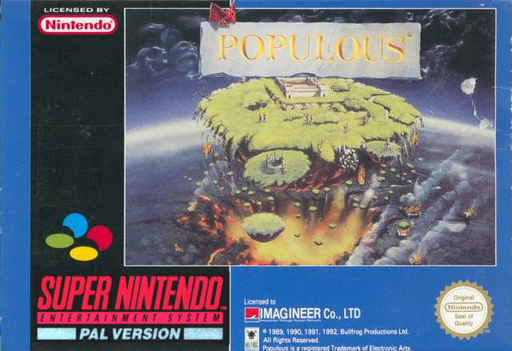 LICENSED BY
Nintendo
POPULOUS™
SUPER NINTENDO
ENTERTAINMENT SYSTEM
PAL VERSION
Licensed to
IMAGINEER Co., LTD
© 1989, 1990, 1991, 1992, Bullfrog Productions Ltd.
All Rights Reserved.
Populous is a registered Trademark of Electronic Arts.
Original
Nintendo
Seal of
Quality